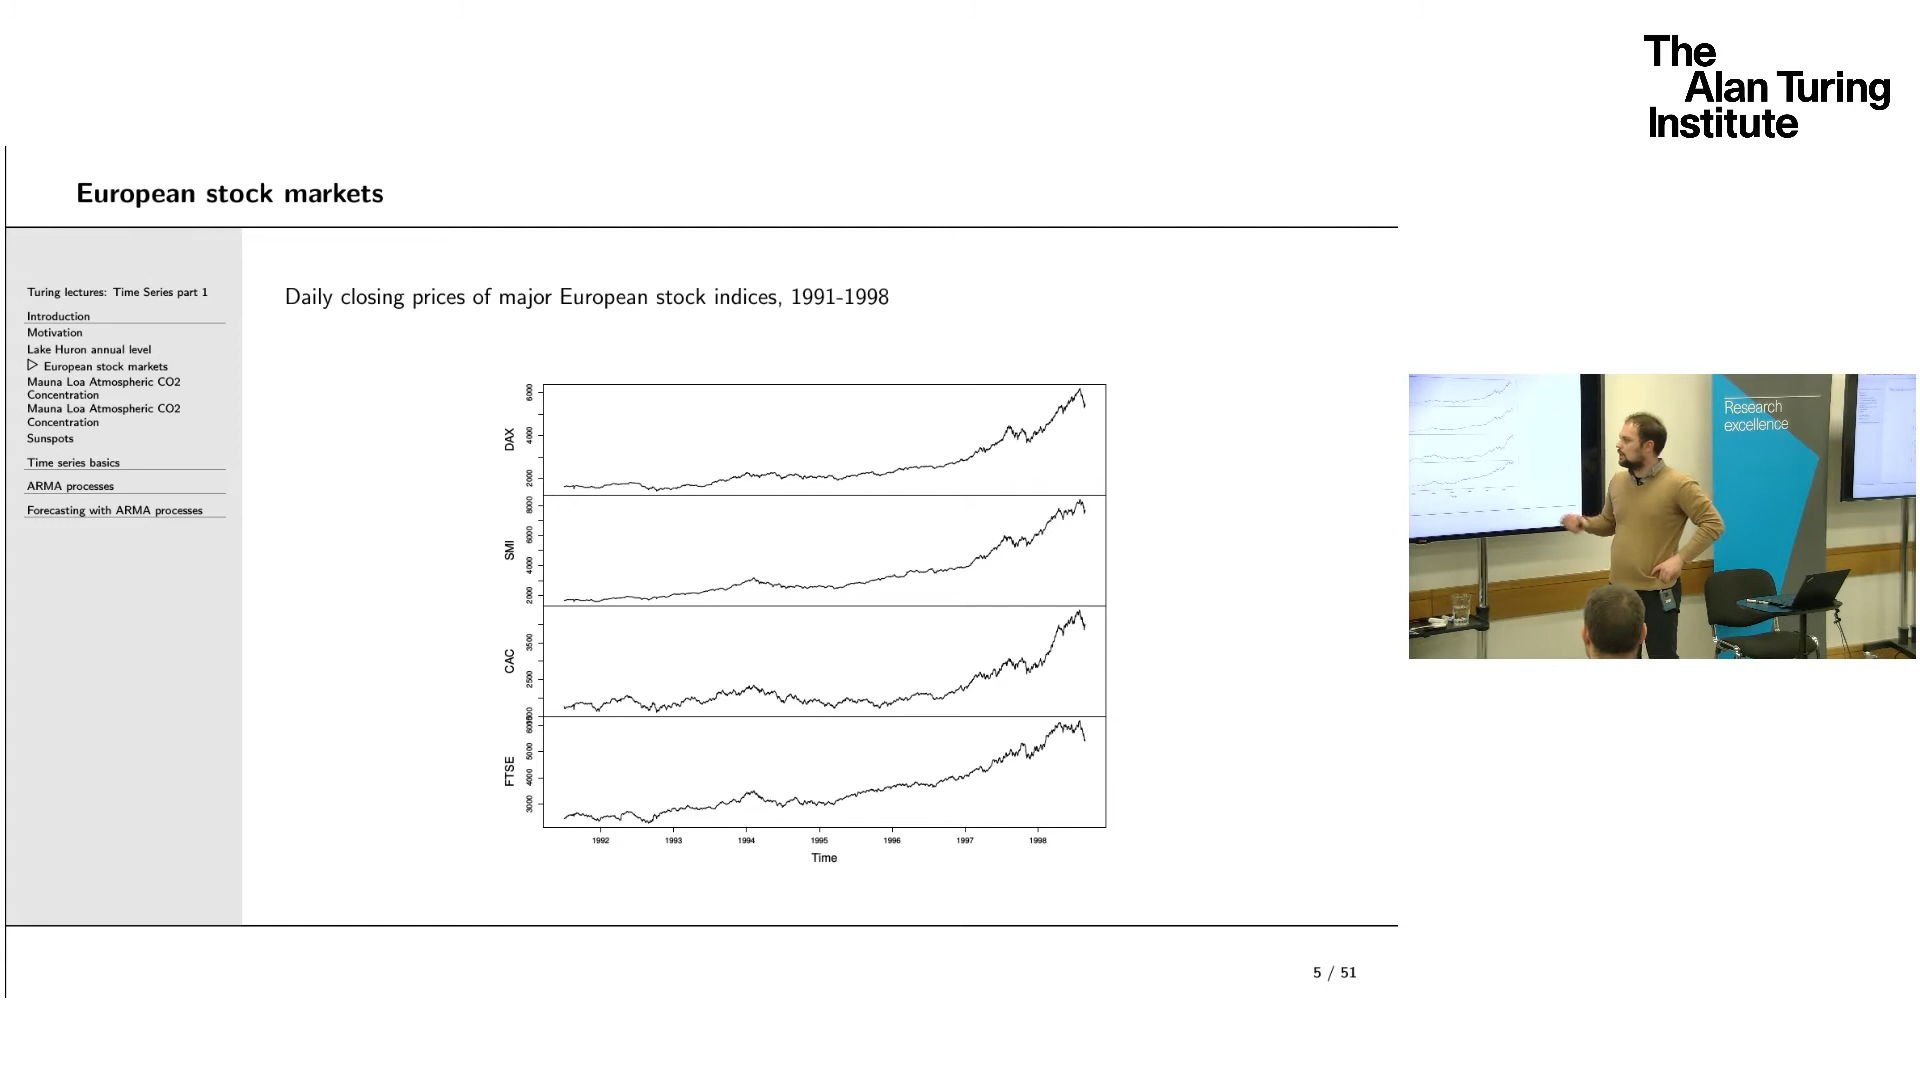 The
Alan Turing
Institute
European stock markets
Turing lectures: Time Series part 1
Introduction
Motivation
Lake Huron annual level
▷ European stock markets
Mauna Loa Atmospheric CO2
Concentration
Mauna Loa Atmospheric CO2
Concentration
Sunspots
Time series basics
ARMA processes
Forecasting with ARMA processes
Daily closing prices of major European stock indices, 1991-1998
DAX
2000 4000 6000
SMI
2000 4000 6000 8000
CAC
2500 3500
FTSE
3000 4000 5000
1992 1993 1994 1995 1996 1997 1998
Time
Research
excellence
5 / 51